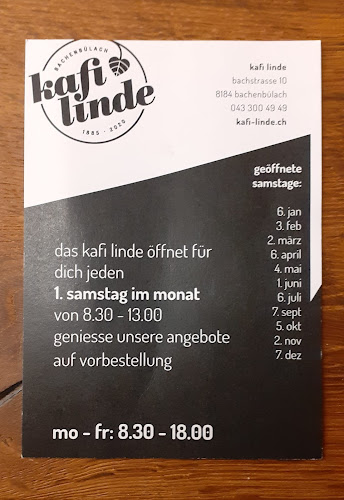 BACHENBÜLACH
kafi
linde
1885 - 2020
kafi linde
bachstrasse 10
8184 bachenbülach
043 300 49 49
kafi-linde.ch
geöffnete
samstage:
6. jan
3. feb
2. märz
6. april
4. mai
1. juni
6. juli
7. sept
5. okt
2. nov
7. dez
das kafi linde öffnet für
dich jeden
1. samstag im monat
von 8.30 - 13.00
geniesse unsere angebote
auf vorbestellung
mo - fr: 8.30 - 18.00